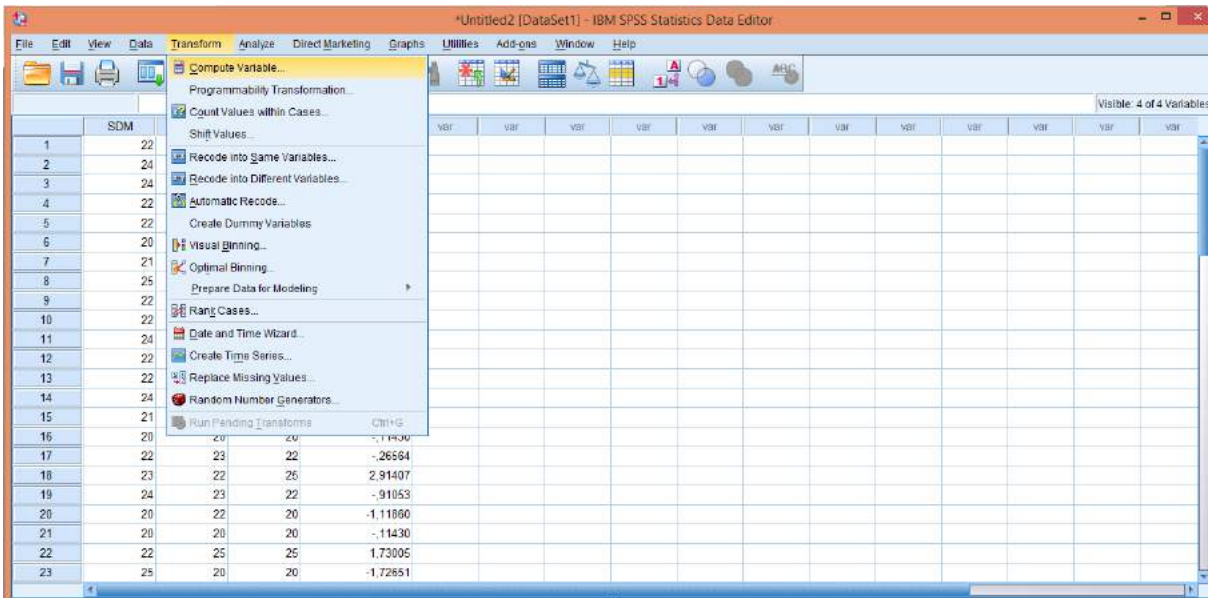 *Untitled2 [DataSet1] - IBM SPSS Statistics Data Editor
File Edit View Data Transform Analyze Direct Marketing Graphs Utilities Add-ons Window Help
Compute Variable...
Programmability Transformation...
Count Values within Cases...
Shift Values...
Recode into Same Variables...
Recode into Different Variables...
Automatic Recode...
Create Dummy Variables
Visual Binning...
Optimal Binning...
Prepare Data for Modeling
Rank Cases...
Date and Time Wizard...
Create Time Series...
Replace Missing Values...
Random Number Generators...
Run Pending Transforms Ctrl+G
Visible: 4 of 4 Variables
SDM var var var var var var var var var var var var
1 22
2 24
3 24
4 22
5 22
6 20
7 21
8 25
9 22
10 22
11 24
12 22
13 22
14 24
15 21
16 20 20 20 -,11430
17 22 23 22 -,26564
18 23 22 25 2,91407
19 24 23 22 -,91053
20 20 22 20 -1,11860
21 20 20 20 -,11430
22 22 25 25 1,73005
23 25 20 20 -1,72651